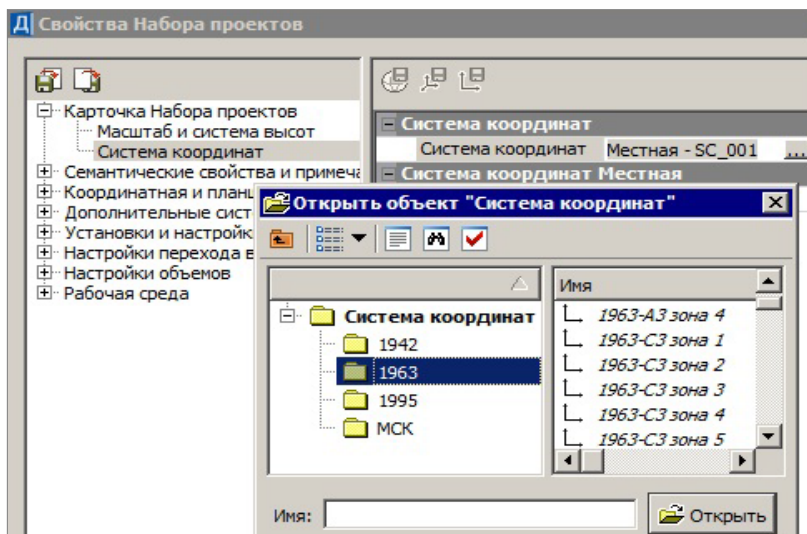 Д Свойства Набора проектов
Карточка Набора проектов
Масштаб и система высот
Система координат
Семантические свойства и примеча
Координатная и план
Дополнительные сист
Установки и настройк
Настройки перехода в
Настройки объемов
Рабочая среда
Система координат
Система координат Местная - SC_001 ...
Система координат Местная
Открыть объект "Система координат"
Система координат
1942
1963
1995
МСК
Имя
1963-А3 зона 4
1963-С3 зона 1
1963-С3 зона 2
1963-С3 зона 3
1963-С3 зона 4
1963-С3 зона 5
Имя:
Открыть